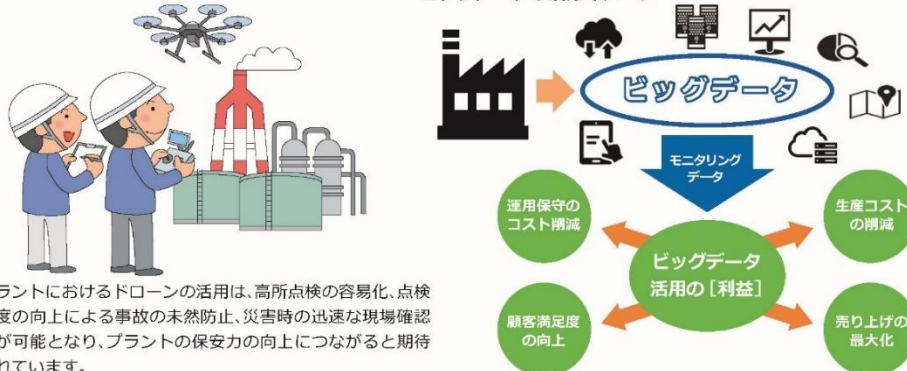 ラントにおけるドローンの活用は、高所点検の容易化、点検
度の向上による事故の未然防止、災害時の迅速な現場確認
が可能となり、プラントの保安力の向上につながると期待
れています。
ビッグデータ
モニタリング
データ
運用保守の
コスト削減
生産コスト
の削減
ビッグデータ
活用の[利益]
顧客満足度
の向上
売り上げの
最大化